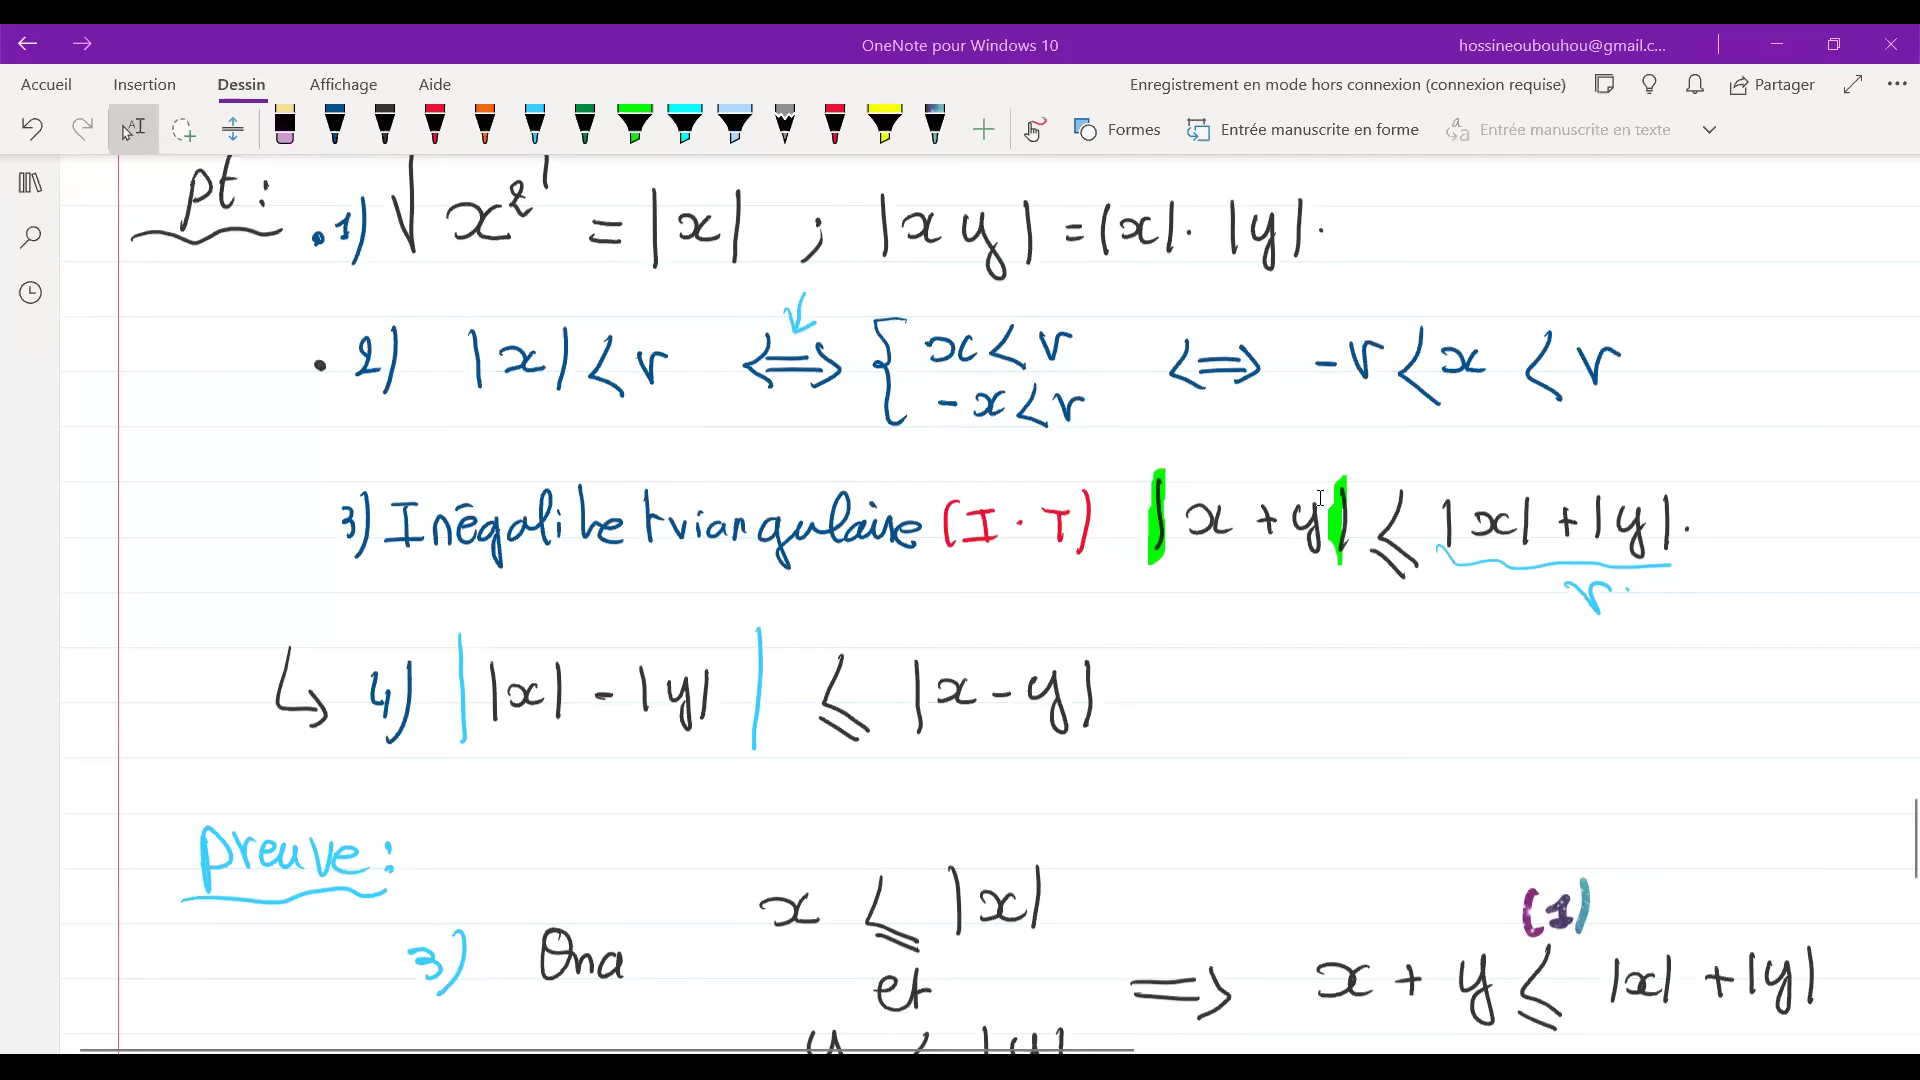 OneNote pour Windows 10
hossineoubouhou@gmail.c...
Accueil Insertion Dessin Affichage Aide
Enregistrement en mode hors connexion (connexion requise) Partager
Formes Entrée manuscrite en forme Entrée manuscrite en texte
pt: .1) √x² = |x| ; |xy| = |x|·|y|.
r
• 2) |x| < r <=> { x < r <=> -r < x < r
-x < r
3) Inégalite triangulaire (I.T) |x + y| ≤ |x| + |y|.
r.
↳ 4) ||x| - |y|| ≤ |x - y|
preuve:
x ≤ |x| (1)
3) Ona et => x + y ≤ |x| + |y|